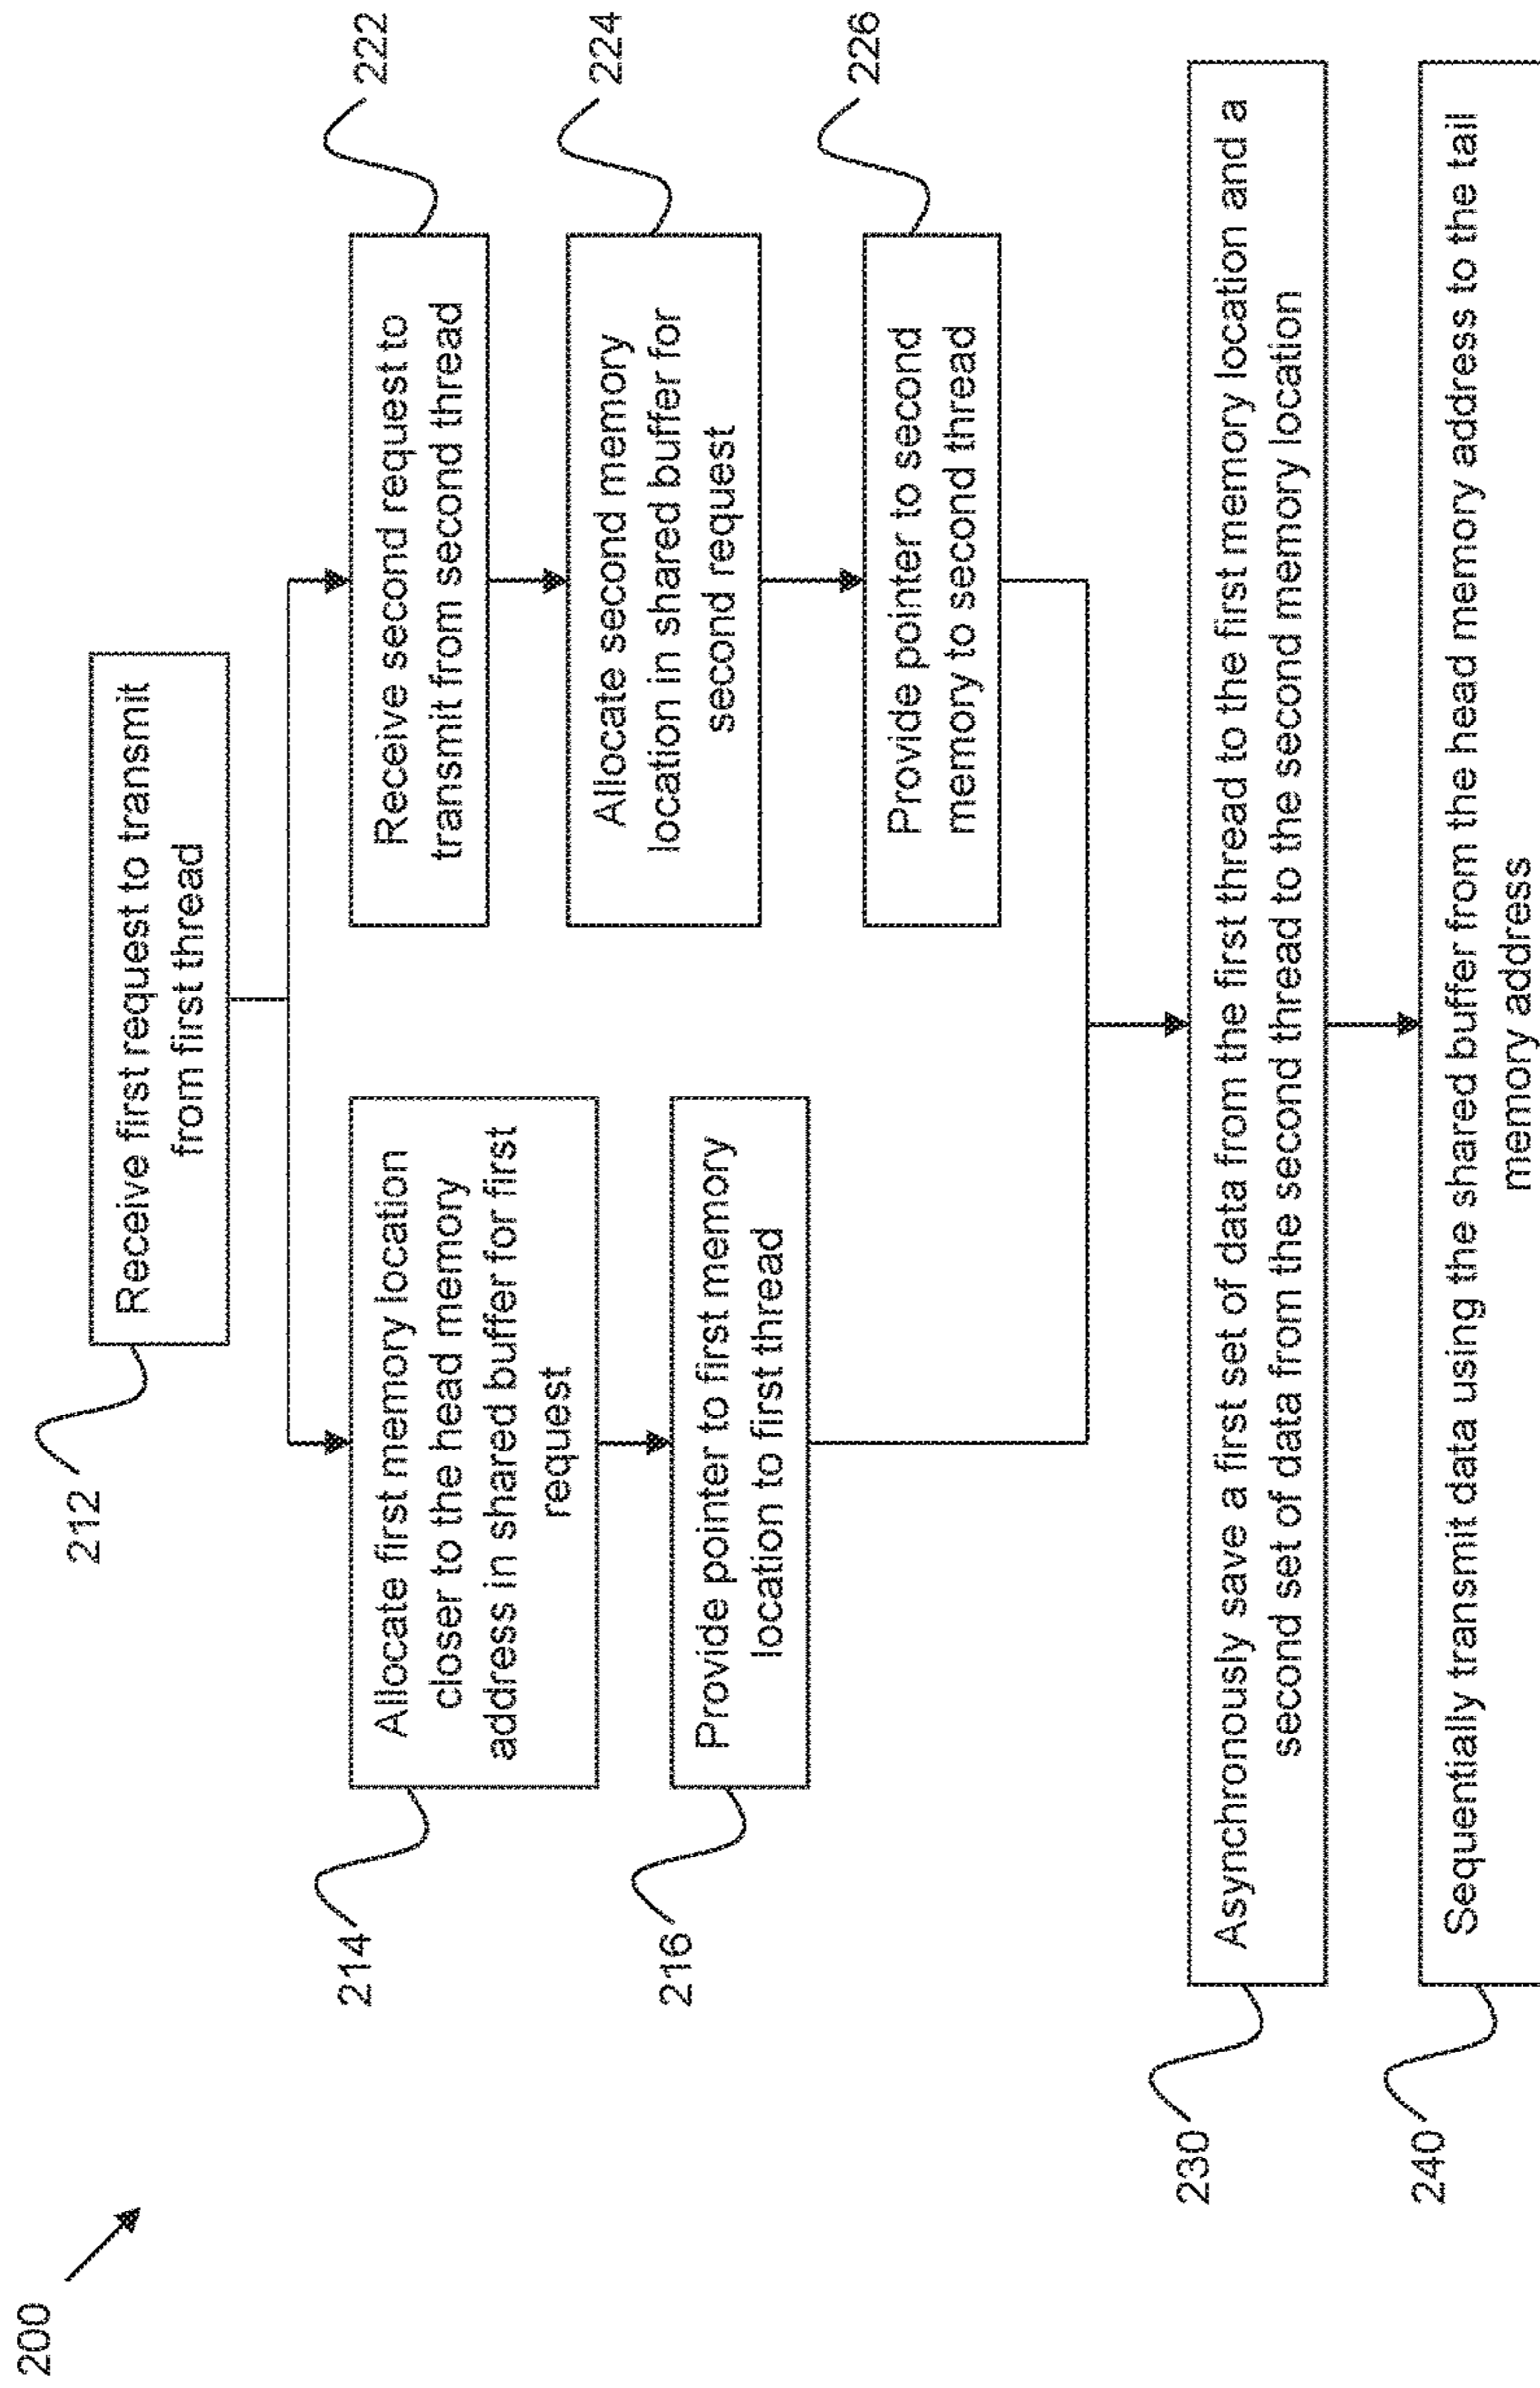 200
212
Receive first request to transmit
from first thread
214
Allocate first memory location
closer to the head memory
address in shared buffer for first
request
216
Provide pointer to first memory
location to first thread
222
Receive second request to
transmit from second thread
224
Allocate second memory
location in shared buffer for
second request
226
Provide pointer to second
memory to second thread
230
Asynchronously save a first set of data from the first thread to the first memory location and a
second set of data from the second thread to the second memory location
240
Sequentially transmit data using the shared buffer from the head memory address to the tail
memory address